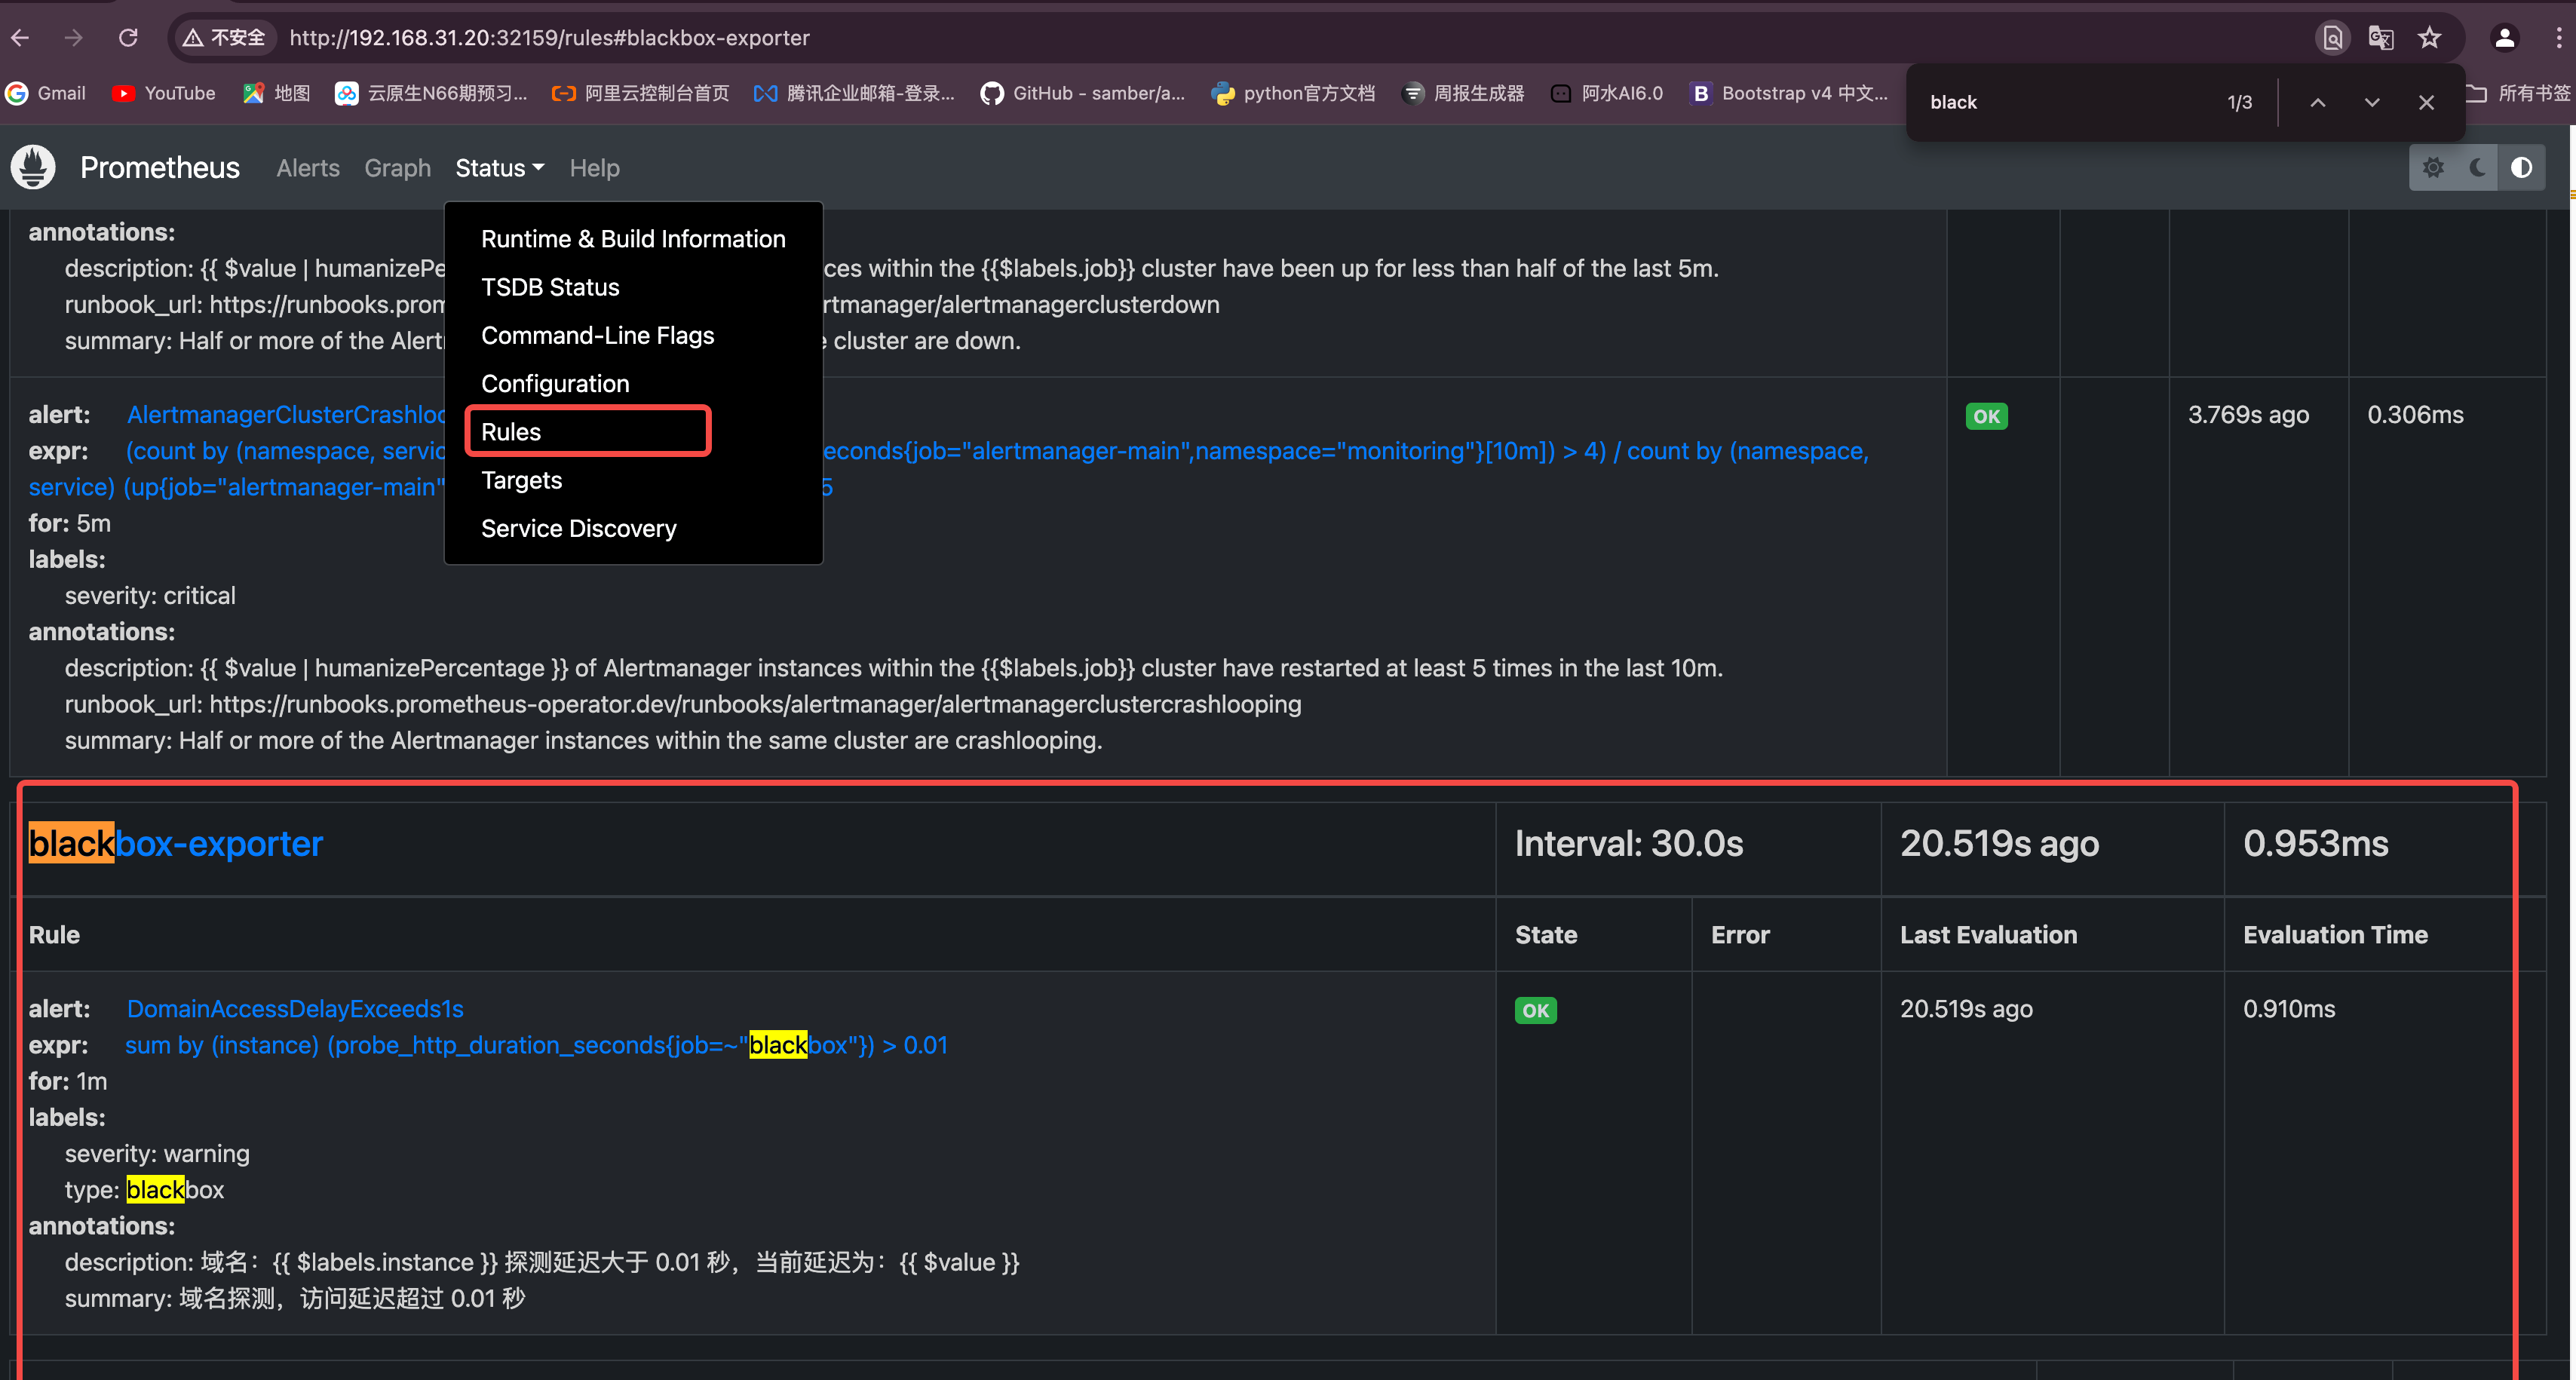 不安全 http://192.168.31.20:32159/rules#blackbox-exporter
Gmail YouTube 地图 云原生N66期预习... 阿里云控制台首页 腾讯企业邮箱-登录... GitHub - samber/a... python官方文档 周报生成器 阿水AI6.0 Bootstrap v4 中文... 所有书签
black 1/3
Prometheus Alerts Graph Status Help
Runtime & Build Information
TSDB Status
Command-Line Flags
Configuration
Rules
Targets
Service Discovery
annotations:
description: {{ $value | humanizePe ces within the {{$labels.job}} cluster have been up for less than half of the last 5m.
runbook_url: https://runbooks.prom rtmanager/alertmanagerclusterdown
summary: Half or more of the Alert cluster are down.
alert: AlertmanagerClusterCrashloo OK 3.769s ago 0.306ms
expr: (count by (namespace, servic econds{job="alertmanager-main",namespace="monitoring"}[10m]) > 4) / count by (namespace,
service) (up{job="alertmanager-main" 5
for: 5m
labels:
severity: critical
annotations:
description: {{ $value | humanizePercentage }} of Alertmanager instances within the {{$labels.job}} cluster have restarted at least 5 times in the last 10m.
runbook_url: https://runbooks.prometheus-operator.dev/runbooks/alertmanager/alertmanagerclustercrashlooping
summary: Half or more of the Alertmanager instances within the same cluster are crashlooping.
blackbox-exporter Interval: 30.0s 20.519s ago 0.953ms
Rule State Error Last Evaluation Evaluation Time
alert: DomainAccessDelayExceeds1s OK 20.519s ago 0.910ms
expr: sum by (instance) (probe_http_duration_seconds{job=~"blackbox"}) > 0.01
for: 1m
labels:
severity: warning
type: blackbox
annotations:
description: 域名：{{ $labels.instance }} 探测延迟大于 0.01 秒，当前延迟为：{{ $value }}
summary: 域名探测，访问延迟超过 0.01 秒